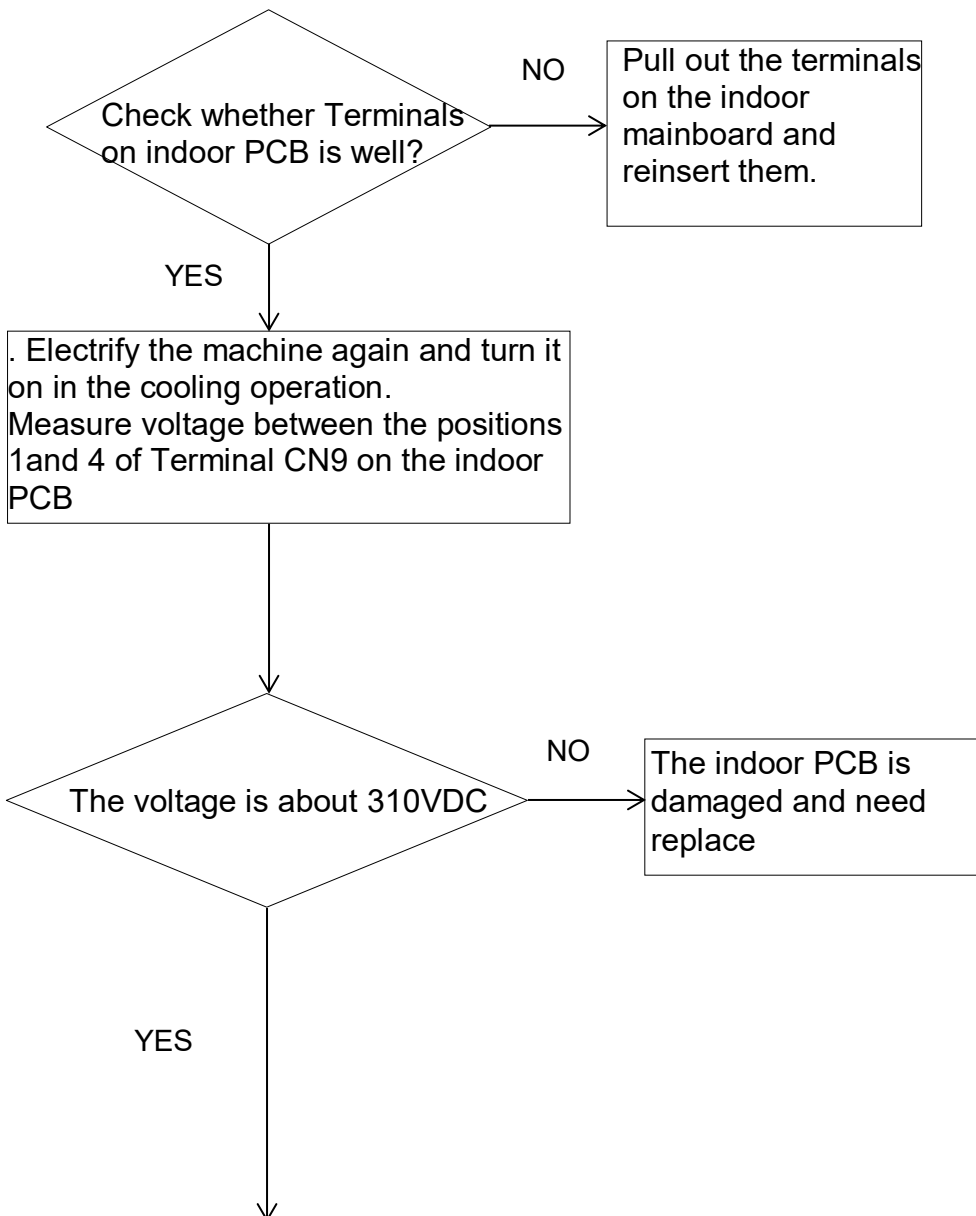 Check whether Terminals
on indoor PCB is well?
NO
Pull out the terminals
on the indoor
mainboard and
reinsert them.
YES
. Electrify the machine again and turn it
on in the cooling operation.
Measure voltage between the positions
1and 4 of Terminal CN9 on the indoor
PCB
The voltage is about 310VDC
NO
The indoor PCB is
damaged and need
replace
YES